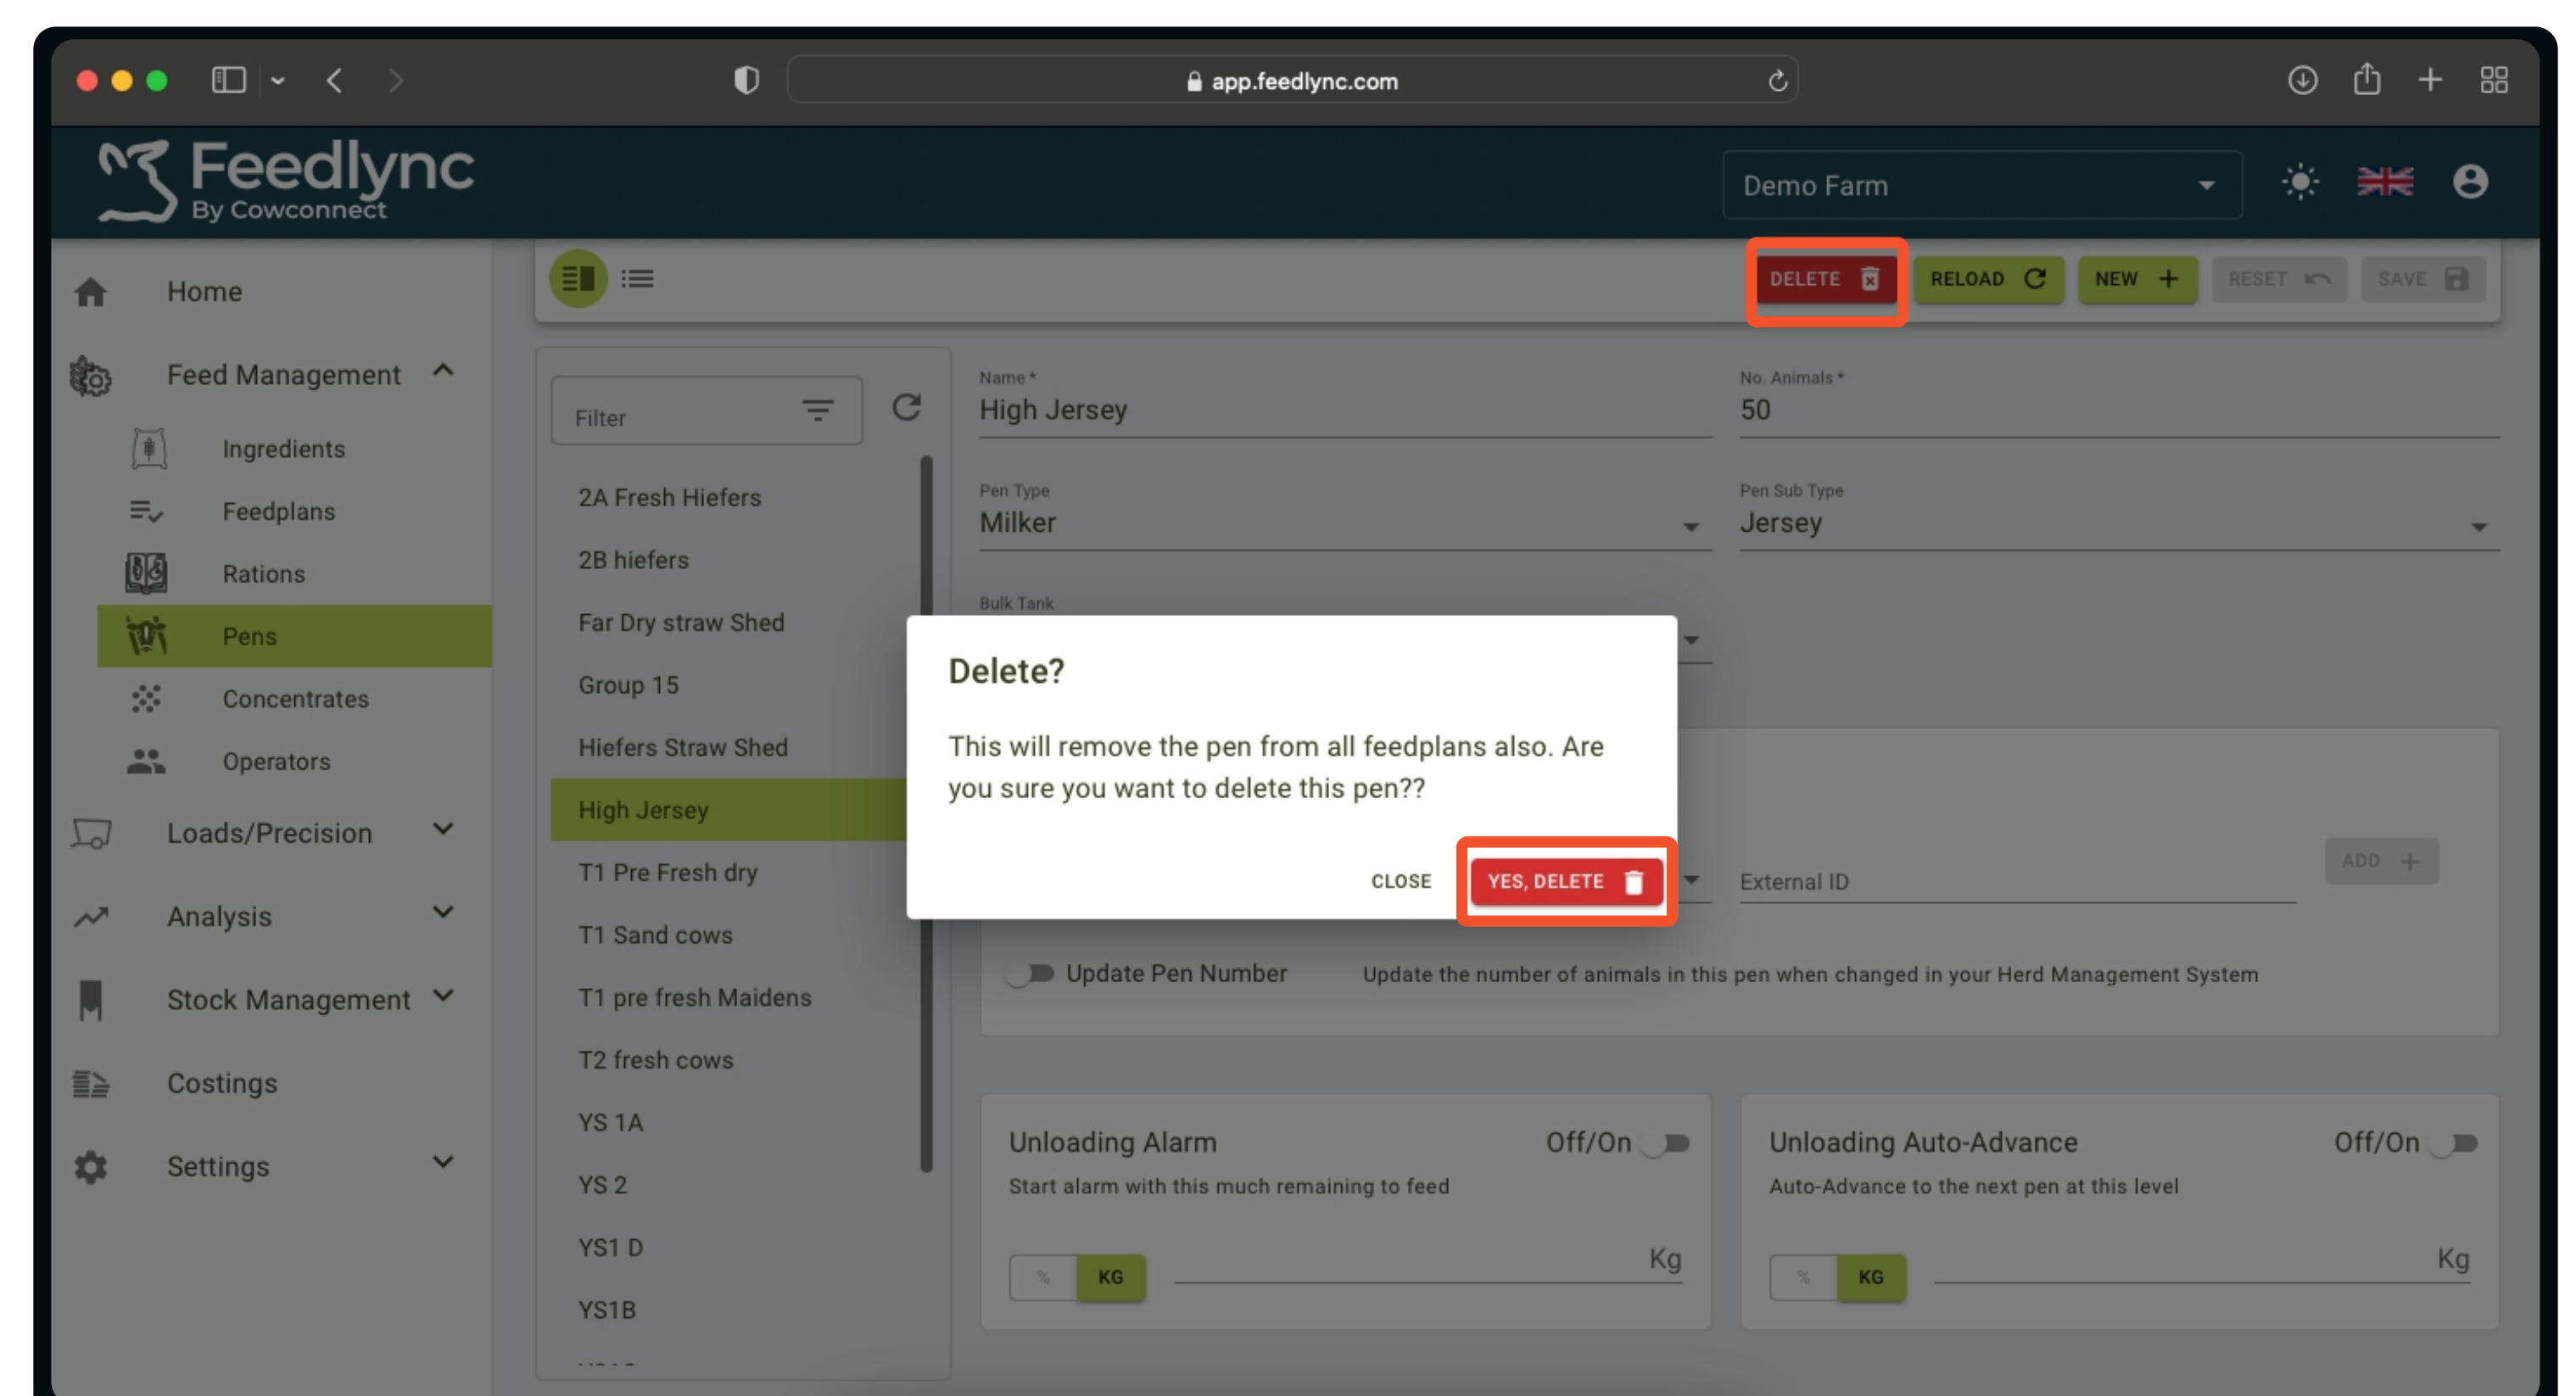 app.feedlync.com
Feedlync
By Cowconnect
Demo Farm
Home
Feed Management
Ingredients
Feedplans
Rations
Pens
Concentrates
Operators
Loads/Precision
Analysis
Stock Management
Costings
Settings
DELETE
RELOAD
NEW
RESET
SAVE
Filter
2A Fresh Hiefers
2B hiefers
Far Dry straw Shed
Group 15
Hiefers Straw Shed
High Jersey
T1 Pre Fresh dry
T1 Sand cows
T1 pre fresh Maidens
T2 fresh cows
YS 1A
YS 2
YS1 D
YS1B
Name *
High Jersey
No. Animals *
50
Pen Type
Milker
Pen Sub Type
Jersey
Bulk Tank
Delete?
This will remove the pen from all feedplans also. Are
you sure you want to delete this pen??
CLOSE
YES, DELETE
External ID
ADD
Update Pen Number
Update the number of animals in this pen when changed in your Herd Management System
Unloading Alarm
Off/On
Start alarm with this much remaining to feed
%
KG
Kg
Unloading Auto-Advance
Off/On
Auto-Advance to the next pen at this level
%
KG
Kg